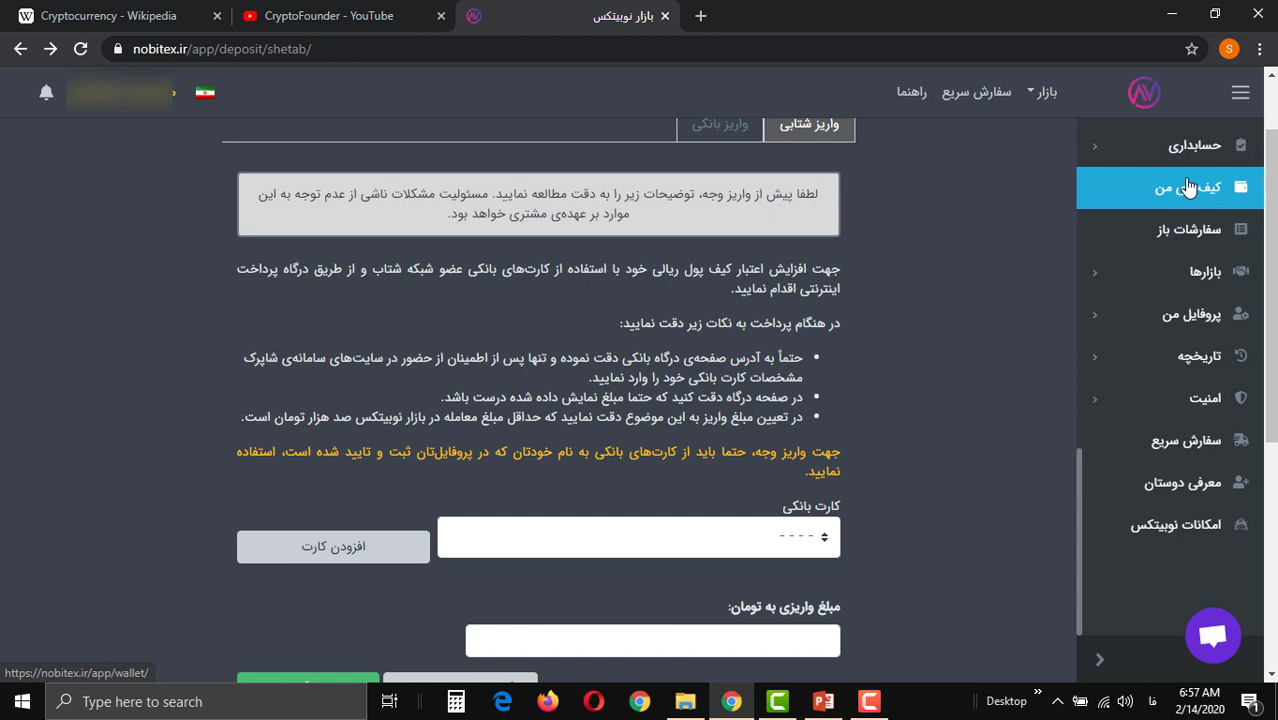 Cryptocurrency - Wikipedia
CryptoFounder - YouTube
بازار نوبیتکس
nobitex.ir/app/deposit/shetab/
S
بازار
سفارش سریع
راهنما
واریز شتابی
واریز بانکی
لطفا پیش از واریز وجه، توضیحات زیر را به دقت مطالعه نمایید. مسئولیت مشکلات ناشی از عدم توجه به این
موارد بر عهده‌ی مشتری خواهد بود.
جهت افزایش اعتبار کیف پول ریالی خود با استفاده از کارت‌های بانکی عضو شبکه شتاب و از طریق درگاه پرداخت
اینترنتی اقدام نمایید.
در هنگام پرداخت به نکات زیر دقت نمایید:
حتماً به آدرس صفحه‌ی درگاه بانکی دقت نموده و تنها پس از اطمینان از حضور در سایت‌های سامانه‌ی شاپرک
مشخصات کارت بانکی خود را وارد نمایید.
در صفحه درگاه دقت کنید که حتما مبلغ نمایش داده شده درست باشد.
در تعیین مبلغ واریز به این موضوع دقت نمایید که حداقل مبلغ معامله در بازار نوبیتکس صد هزار تومان است.
جهت واریز وجه، حتما باید از کارت‌های بانکی به نام خودتان که در پروفایل‌تان ثبت و تایید شده است، استفاده
نمایید.
کارت بانکی
- - - -
افزودن کارت
مبلغ واریزی به تومان:
حسابداری
من
سفارشات باز
بازارها
پروفایل من
تاریخچه
امنیت
سفارش سریع
معرفی دوستان
امکانات نوبیتکس
https://nobitex.ir/app/wallet/
Type here to search
Desktop
فا
6:57 AM
2/14/2020
1